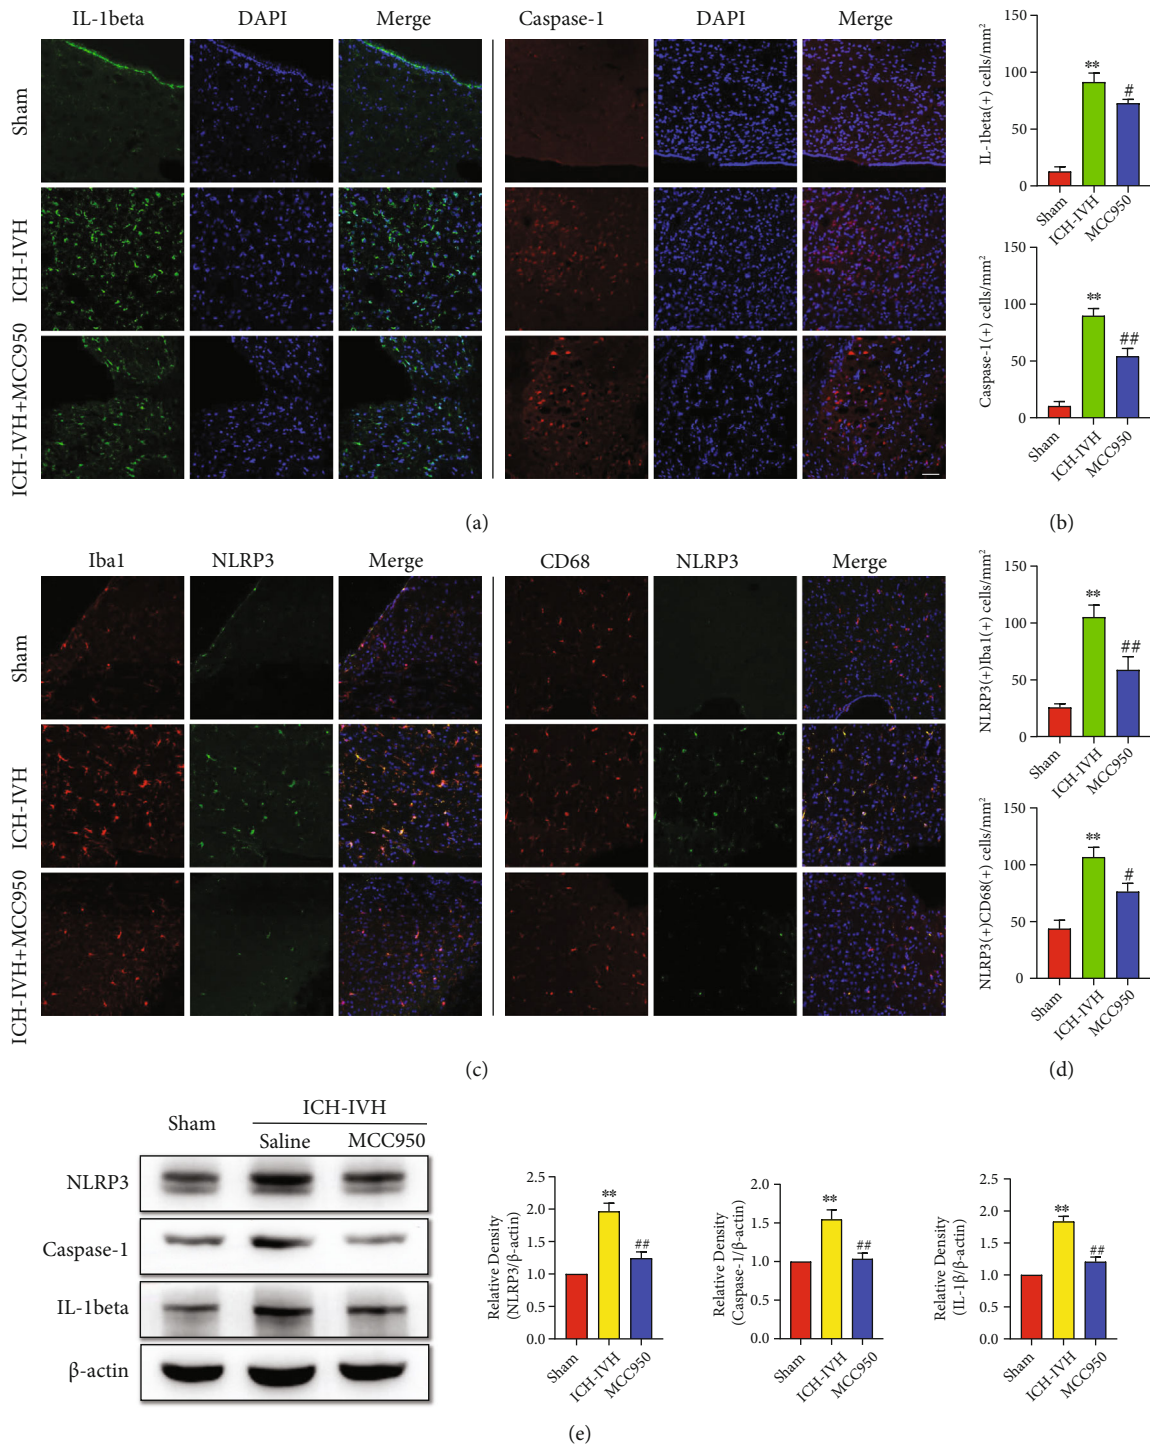 IL-1beta DAPI Merge Caspase-1 DAPI Merge
Sham
ICH-IVH
ICH-IVH+MCC950
(a)
IL-1beta(+) cells/mm²
150
100
50
0
**
#
Sham
ICH-IVH
MCC950
Caspase-1(+) cells/mm²
150
100
50
0
**
##
Sham
ICH-IVH
MCC950
(b)
Iba1 NLRP3 Merge CD68 NLRP3 Merge
Sham
ICH-IVH
ICH-IVH+MCC950
(c)
NLRP3(+)Iba1(+) cells/mm²
150
100
50
0
**
##
Sham
ICH-IVH
MCC950
NLRP3(+)CD68(+) cells/mm²
150
100
50
0
**
#
Sham
ICH-IVH
MCC950
(d)
Sham
ICH-IVH
Saline MCC950
NLRP3
Caspase-1
IL-1beta
β-actin
Relative Density
(NLRP3/β-actin)
2.5
2.0
1.5
1.0
0.5
0.0
**
##
Sham
ICH-IVH
MCC950
Relative Density
(Caspase-1/β-actin)
2.0
1.5
1.0
0.5
0.0
**
##
Sham
ICH-IVH
MCC950
Relative Density
(IL-1β/β-actin)
2.5
2.0
1.5
1.0
0.5
0.0
**
##
Sham
ICH-IVH
MCC950
(e)